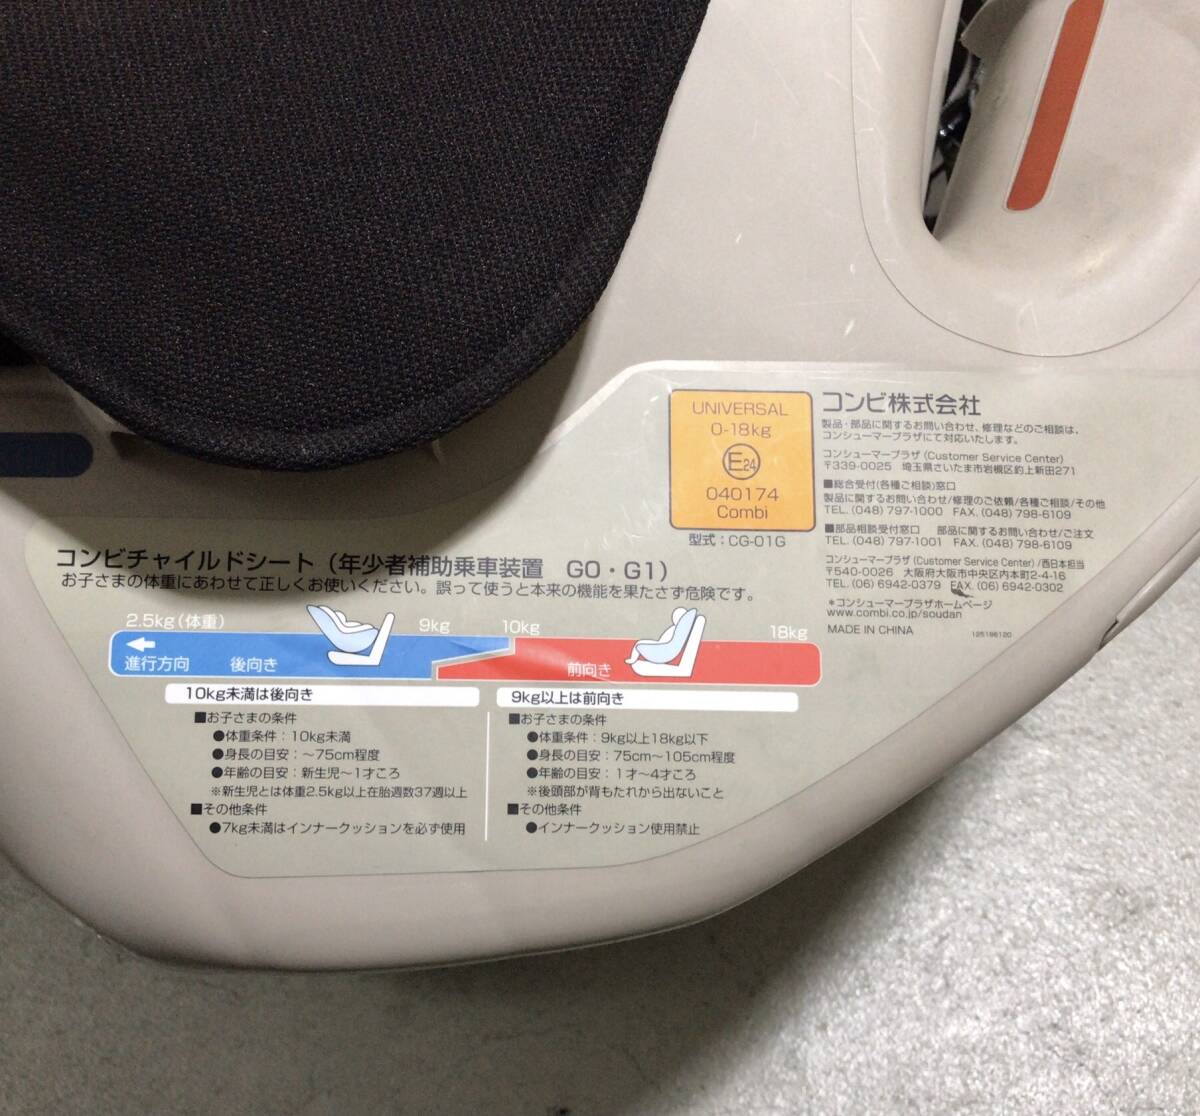 UNIVERSAL
0-18kg
E24
040174
Combi
型式：CG-01G
コンビ株式会社
製品・部品に関するお問い合わせ、修理などのご相談は、
コンシューマープラザにて対応いたします。
コンシューマープラザ (Customer Service Center)
〒339-0025　埼玉県さいたま市岩槻区釣上新田271
■総合受付(各種ご相談)窓口
製品に関するお問い合わせ/修理のご依頼/各種ご相談/その他
TEL. (048) 797-1000　FAX. (048) 798-6109
■部品相談受付窓口　部品に関するお問い合わせ/ご注文
TEL. (048) 797-1001　FAX. (048) 798-6109
コンシューマープラザ (Customer Service Center) /西日本担当
〒540-0026　大阪府大阪市中央区内本町2-4-16
TEL. (06) 6942-0379　FAX. (06) 6942-0302
＊コンシューマープラザホームページ
www.combi.co.jp/soudan
MADE IN CHINA
125196120
コンビチャイルドシート（年少者補助乗車装置　G0・G1）
お子さまの体重にあわせて正しくお使いください。誤って使うと本来の機能を果たさず危険です。
2.5kg（体重）
9kg
10kg
18kg
進行方向
後向き
前向き
10kg未満は後向き
■お子さまの条件
●体重条件：10kg未満
●身長の目安：～75cm程度
●年齢の目安：新生児～1才ころ
※新生児とは体重2.5kg以上在胎週数37週以上
■その他条件
●7kg未満はインナークッションを必ず使用
9kg以上は前向き
■お子さまの条件
●体重条件：9kg以上18kg以下
●身長の目安：75cm～105cm程度
●年齢の目安：1才～4才ころ
※後頭部が背もたれから出ないこと
■その他条件
●インナークッション使用禁止